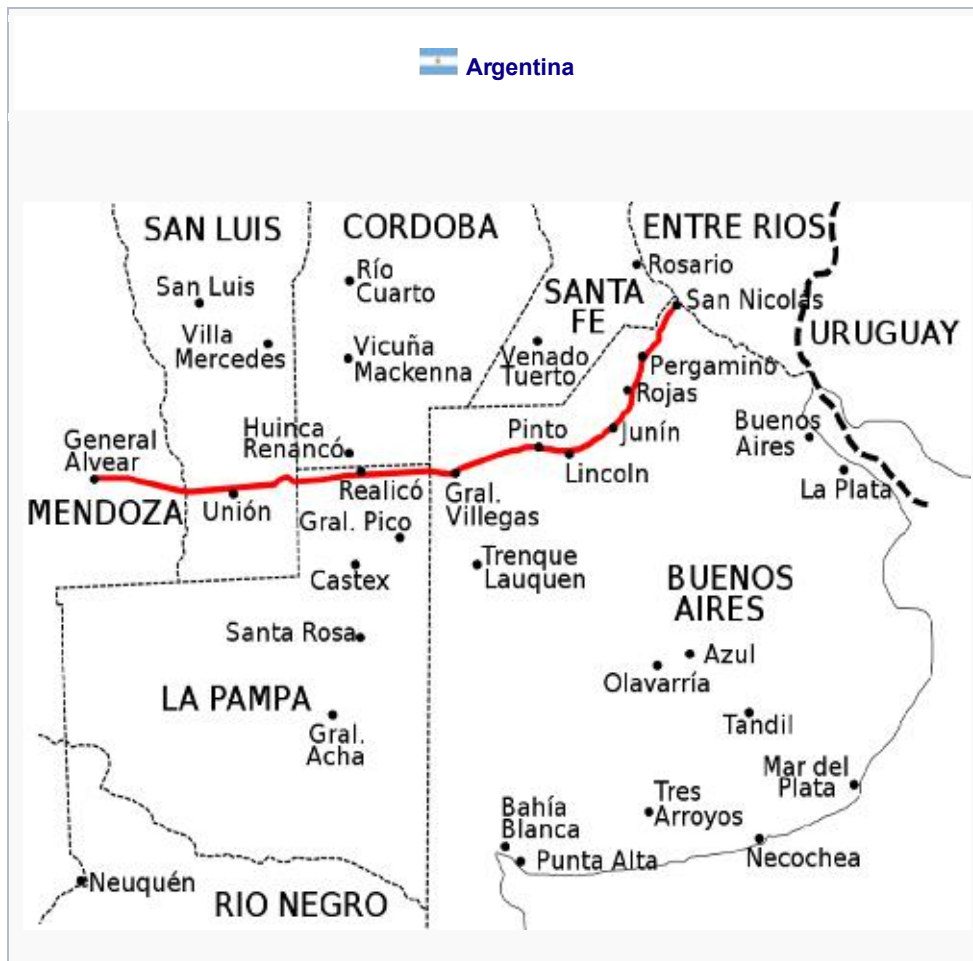 Argentina
SAN LUIS
CORDOBA
ENTRE RIOS
Río
Cuarto
Rosario
San Luis
SANTA
FE
San Nicolás
URUGUAY
Villa
Mercedes
Vicuña
Mackenna
Venado
Tuerto
Pergamino
Rojas
General
Alvear
Huinca
Renancó
Pinto
Junín
Buenos
Aires
Lincoln
La Plata
MENDOZA
Unión
Realicó
Gral.
Villegas
Gral. Pico
Castex
Trenque
Lauquen
BUENOS
AIRES
Santa Rosa
Azul
Olavarría
LA PAMPA
Gral.
Acha
Tandil
Mar del
Plata
Tres
Arroyos
Bahía
Blanca
Punta Alta
Necochea
Neuquén
RIO NEGRO